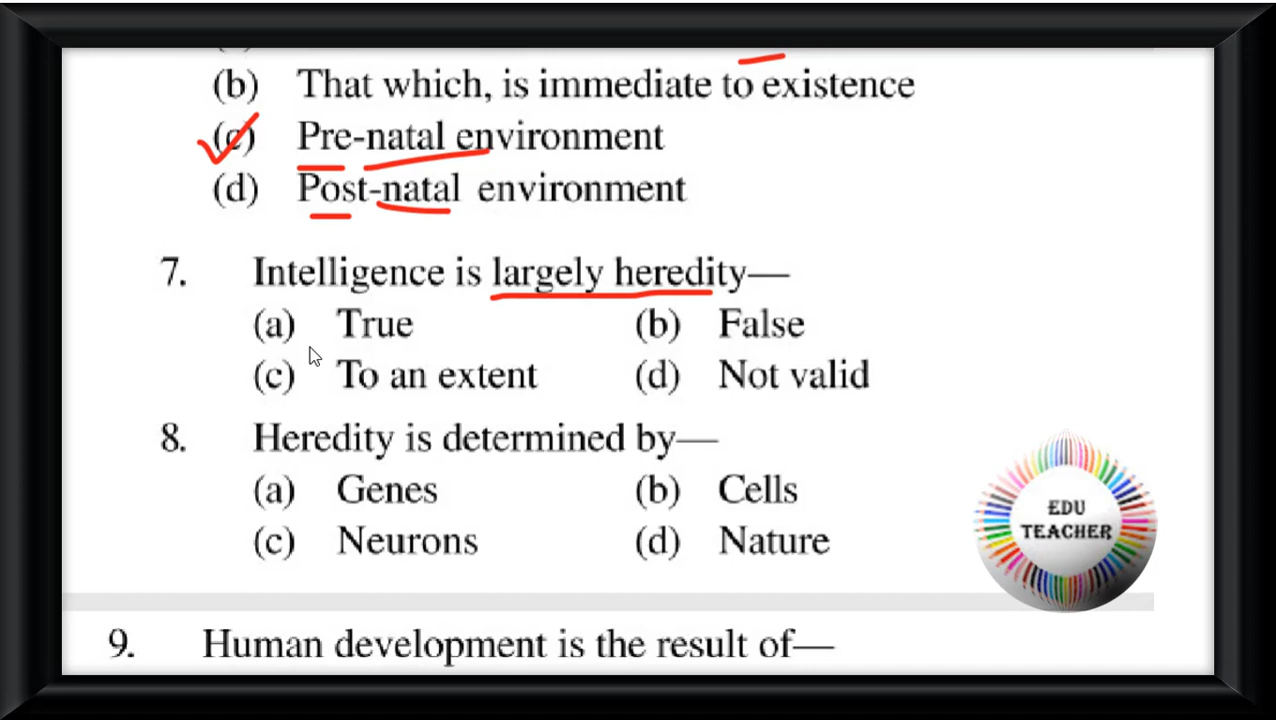 (b) That which, is immediate to existence
(c) Pre-natal environment
(d) Post-natal environment
7. Intelligence is largely heredity—
(a) True (b) False
(c) To an extent (d) Not valid
8. Heredity is determined by—
(a) Genes (b) Cells
(c) Neurons (d) Nature
EDU
TEACHER
9. Human development is the result of—